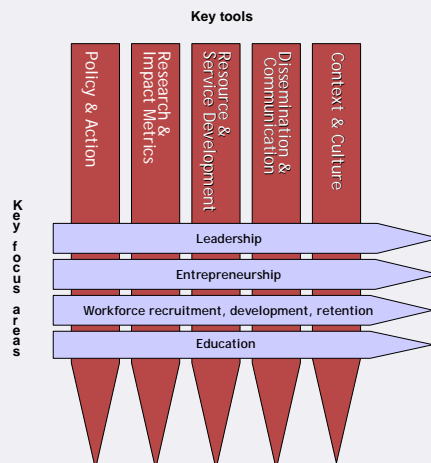 Key tools
Policy & Action
Research &
Impact Metrics
Resource &
Service Development
Dissemination &
Communication
Context & Culture
Key focus areas
Leadership
Entrepreneurship
Workforce recruitment, development, retention
Education